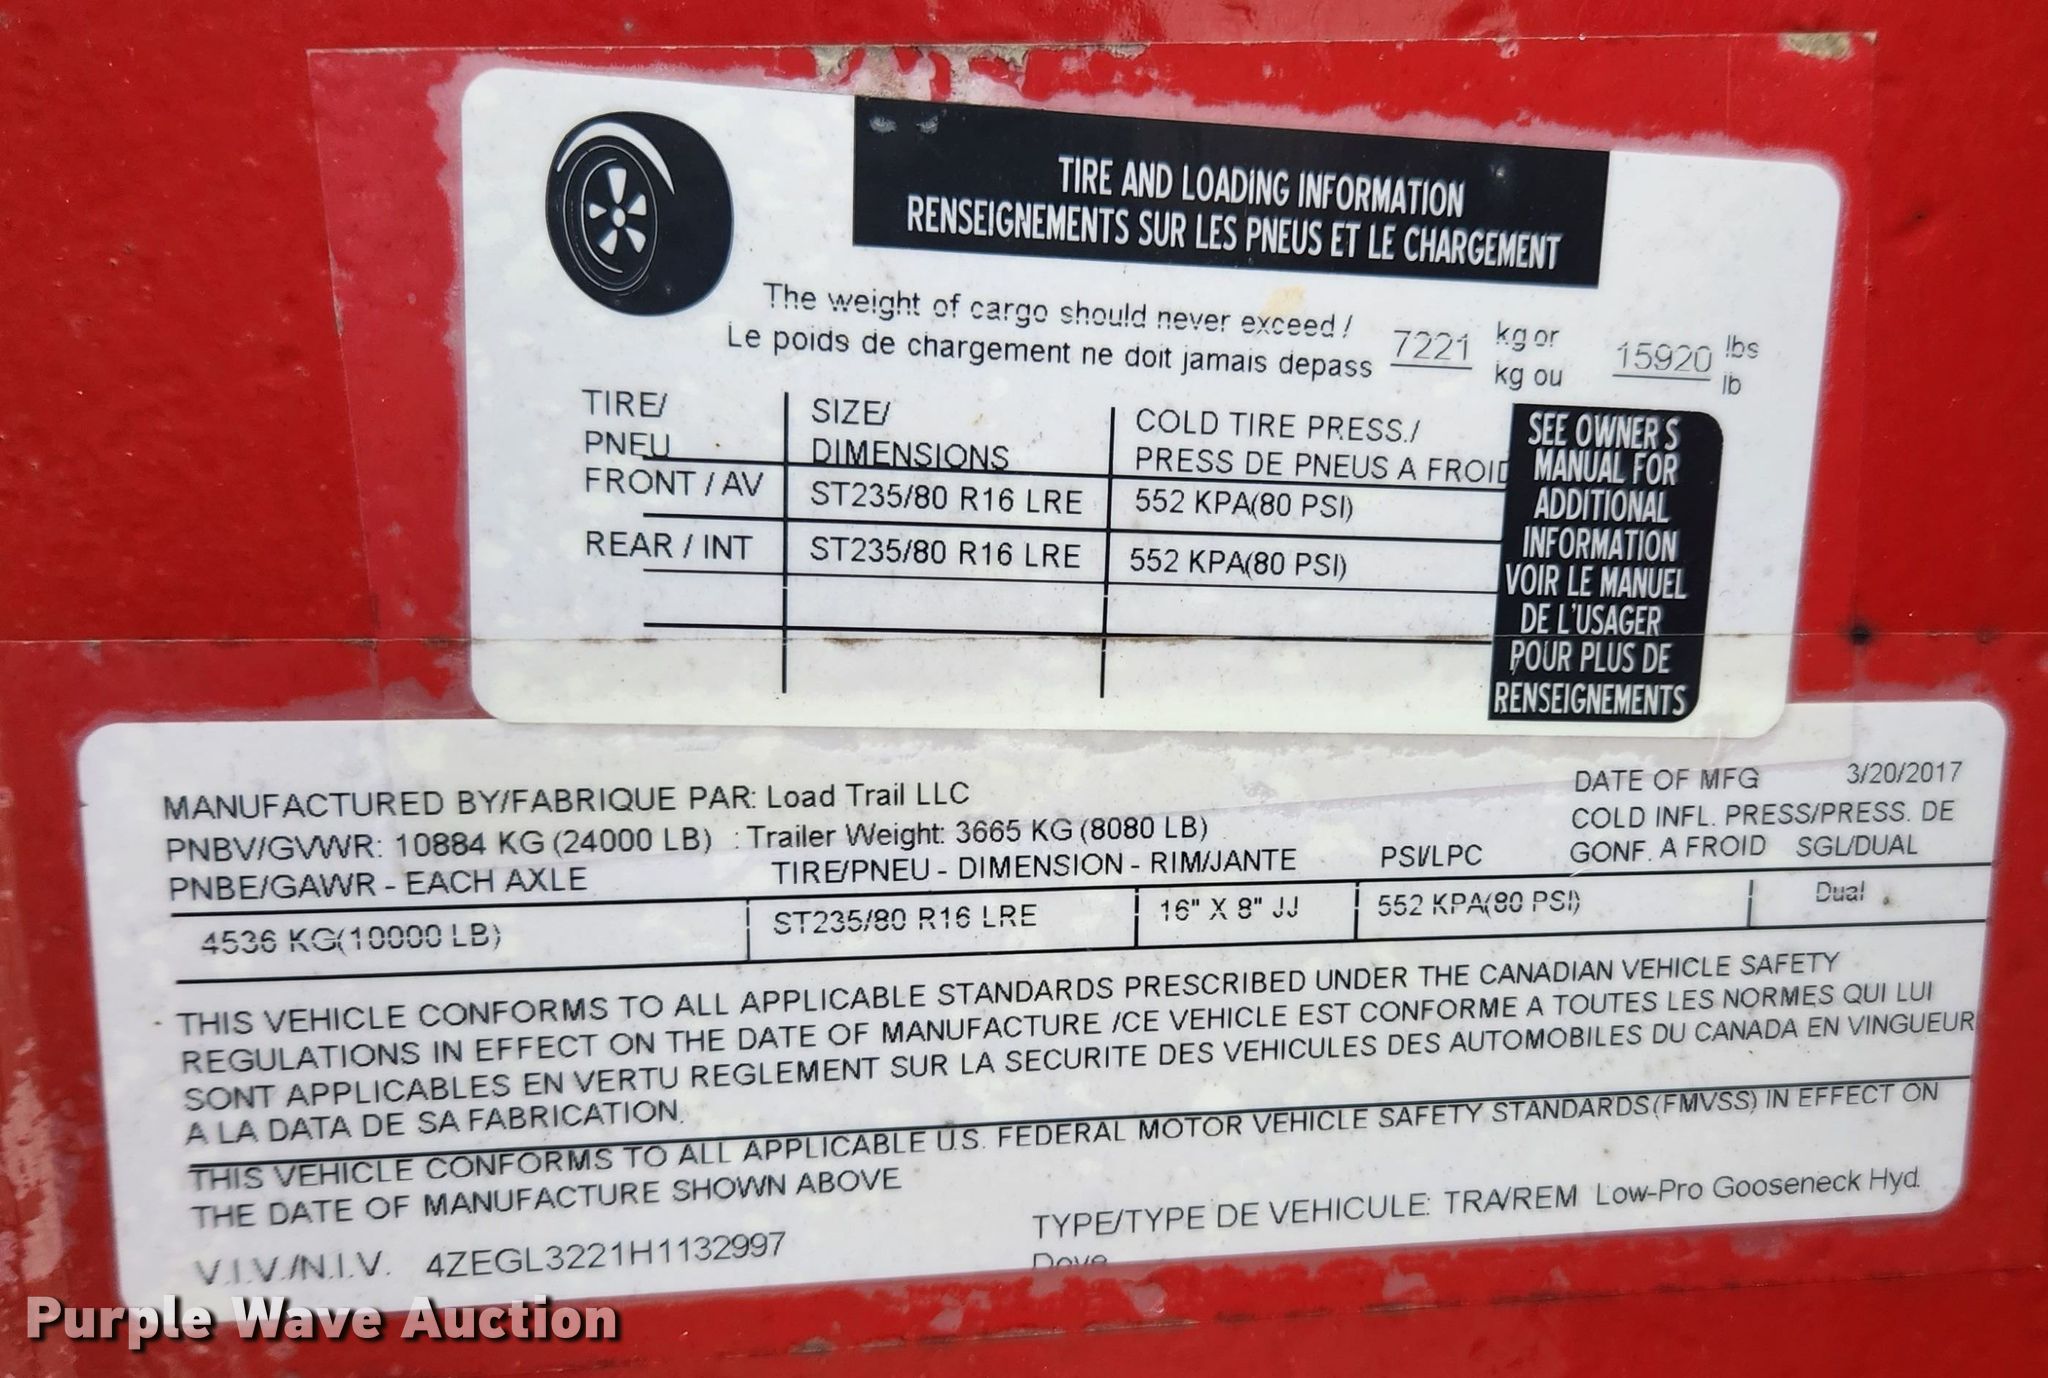 TIRE AND LOADING INFORMATION
RENSEIGNEMENTS SUR LES PNEUS ET LE CHARGEMENT
The weight of cargo should never exceed / 7221 kg or 15920 lbs
Le poids de chargement ne doit jamais depass kg ou lb
TIRE/ SIZE/ COLD TIRE PRESS./
PNEU DIMENSIONS PRESS DE PNEUS A FROID
FRONT / AV ST235/80 R16 LRE 552 KPA(80 PSI)
REAR / INT ST235/80 R16 LRE 552 KPA(80 PSI)
SEE OWNER S
MANUAL FOR
ADDITIONAL
INFORMATION
VOIR LE MANUEL
DE L'USAGER
POUR PLUS DE
RENSEIGNEMENTS
MANUFACTURED BY/FABRIQUE PAR: Load Trail LLC DATE OF MFG 3/20/2017
PNBV/GVWR: 10884 KG (24000 LB) : Trailer Weight: 3665 KG (8080 LB) COLD INFL. PRESS/PRESS. DE
PNBE/GAWR - EACH AXLE TIRE/PNEU - DIMENSION - RIM/JANTE PSI/LPC GONF. A FROID SGL/DUAL
4536 KG(10000 LB) ST235/80 R16 LRE 16" X 8" JJ 552 KPA(80 PSI) Dual
THIS VEHICLE CONFORMS TO ALL APPLICABLE STANDARDS PRESCRIBED UNDER THE CANADIAN VEHICLE SAFETY
REGULATIONS IN EFFECT ON THE DATE OF MANUFACTURE /CE VEHICLE EST CONFORME A TOUTES LES NORMES QUI LUI
SONT APPLICABLES EN VERTU REGLEMENT SUR LA SECURITE DES VEHICULES DES AUTOMOBILES DU CANADA EN VINGUEUR
A LA DATA DE SA FABRICATION.
THIS VEHICLE CONFORMS TO ALL APPLICABLE U.S. FEDERAL MOTOR VEHICLE SAFETY STANDARDS(FMVSS) IN EFFECT ON
THE DATE OF MANUFACTURE SHOWN ABOVE
V.I.V./N.I.V. 4ZEGL3221H1132997 TYPE/TYPE DE VEHICULE: TRA/REM Low-Pro Gooseneck Hyd.
Dove
Purple Wave Auction